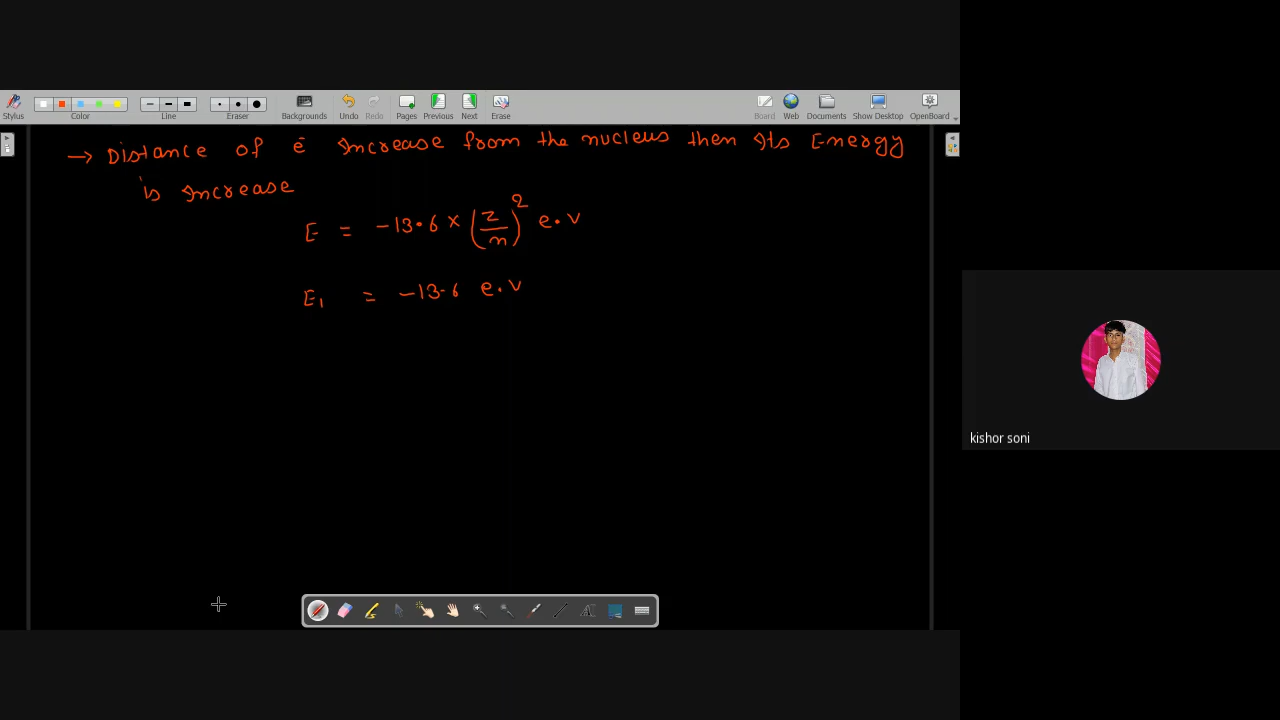 Stylus Color Line Eraser Backgrounds Undo Redo Pages Previous Next Erase Board Web Documents Show Desktop OpenBoard
→ Distance of e⁻ Increase from the nucleus then Its Energy
is Increase
E = -13.6 × (z/n)² e.v
E₁ = -13.6 e.v
kishor soni